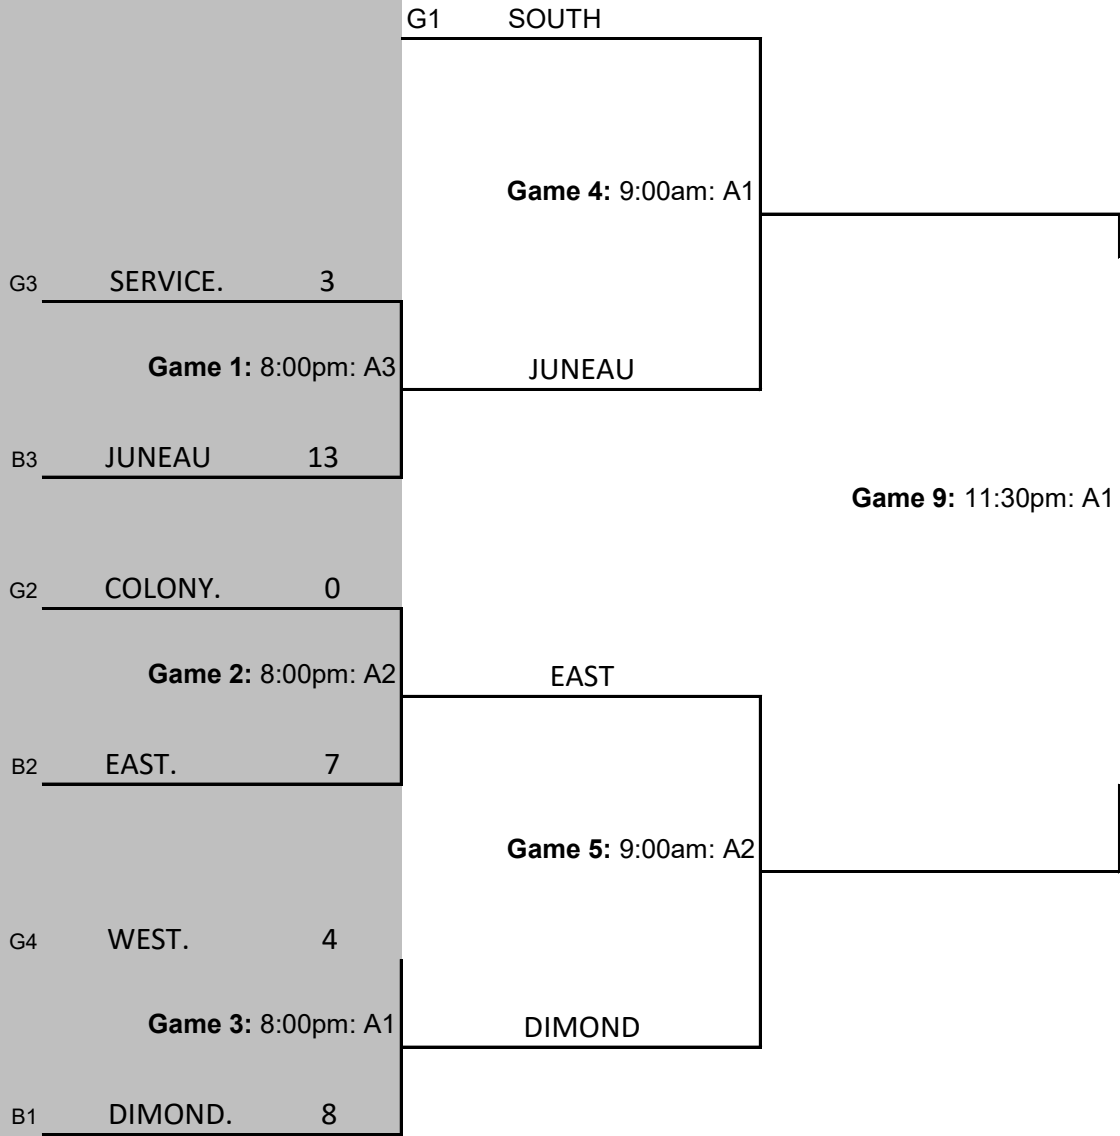 G1 SOUTH
Game 4: 9:00am: A1
G3 SERVICE. 3
Game 1: 8:00pm: A3
JUNEAU
B3 JUNEAU 13
Game 9: 11:30pm: A1
G2 COLONY. 0
Game 2: 8:00pm: A2
EAST
B2 EAST. 7
Game 5: 9:00am: A2
G4 WEST. 4
Game 3: 8:00pm: A1
DIMOND
B1 DIMOND. 8